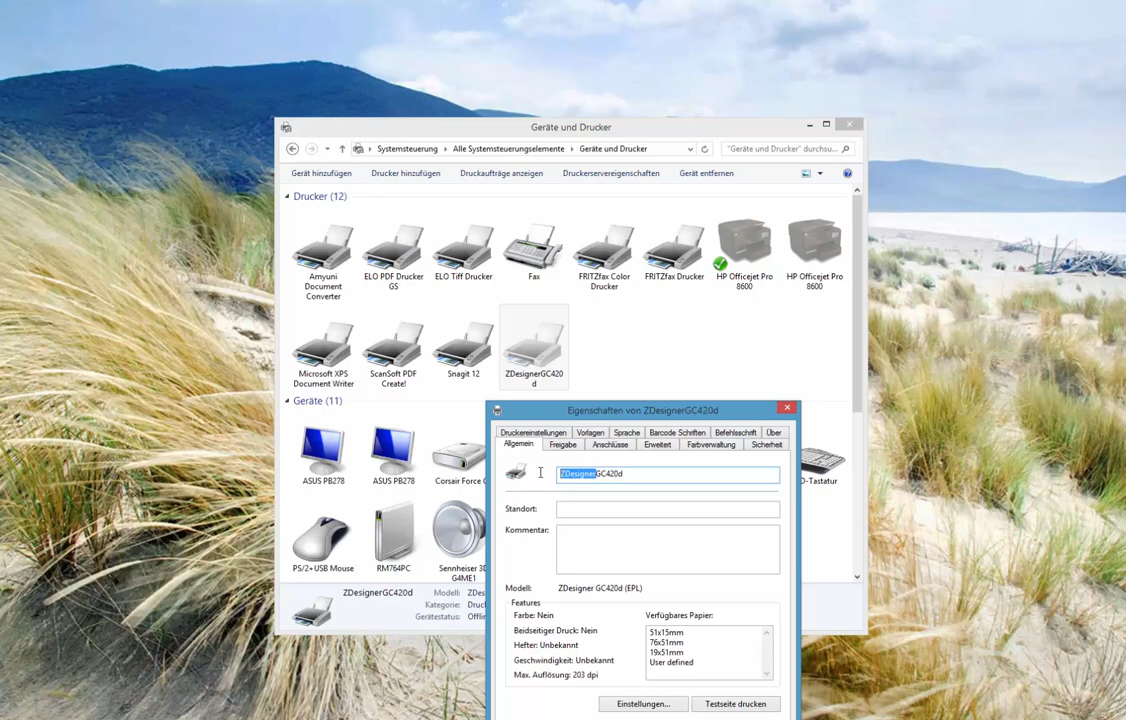 Geräte und Drucker
Systemsteuerung
Alle Systemsteuerungselemente
Geräte und Drucker
"Geräte und Drucker" durchsu...
Gerät hinzufügen
Drucker hinzufügen
Druckaufträge anzeigen
Druckerservereigenschaften
Gerät entfernen
Drucker (12)
Amyuni
Document
Converter
ELO PDF Drucker
GS
ELO Tiff Drucker
Fax
FRITZfax Color
Drucker
FRITZfax Drucker
HP Officejet Pro
8600
HP Officejet Pro
8600
Microsoft XPS
Document Writer
ScanSoft PDF
Create!
Snagit 12
ZDesignerGC420
d
Geräte (11)
ASUS PB278
ASUS PB278
Corsair Force
D-Tastatur
PS/2+USB Mouse
RM764PC
Sennheiser 3D
G4ME1
ZDesignerGC420d
Modell:
ZDes
Kategorie:
Druc
Gerätestatus:
Offli
Eigenschaften von ZDesignerGC420d
Druckereinstellungen
Vorlagen
Sprache
Barcode Schriften
Befehlsschrift
Über
Allgemein
Freigabe
Anschlüsse
Erweitert
Farbverwaltung
Sicherheit
ZDesignerGC420d
Standort:
Kommentar:
Modell:
ZDesigner GC420d (EPL)
Features
Farbe: Nein
Beidseitiger Druck: Nein
Hefter: Unbekannt
Geschwindigkeit: Unbekannt
Max. Auflösung: 203 dpi
Verfügbares Papier:
51x15mm
76x51mm
19x51mm
User defined
Einstellungen...
Testseite drucken